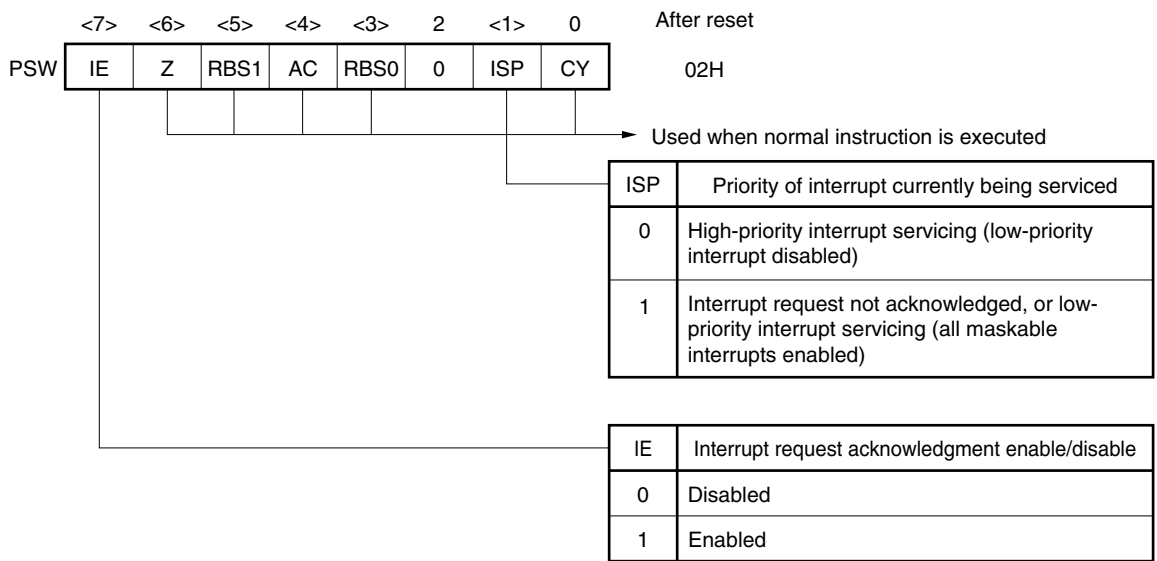 <7> <6> <5> <4> <3> 2 <1> 0 After reset
PSW IE Z RBS1 AC RBS0 0 ISP CY 02H
Used when normal instruction is executed
ISP Priority of interrupt currently being serviced
0 High-priority interrupt servicing (low-priority
interrupt disabled)
1 Interrupt request not acknowledged, or low-
priority interrupt servicing (all maskable
interrupts enabled)
IE Interrupt request acknowledgment enable/disable
0 Disabled
1 Enabled